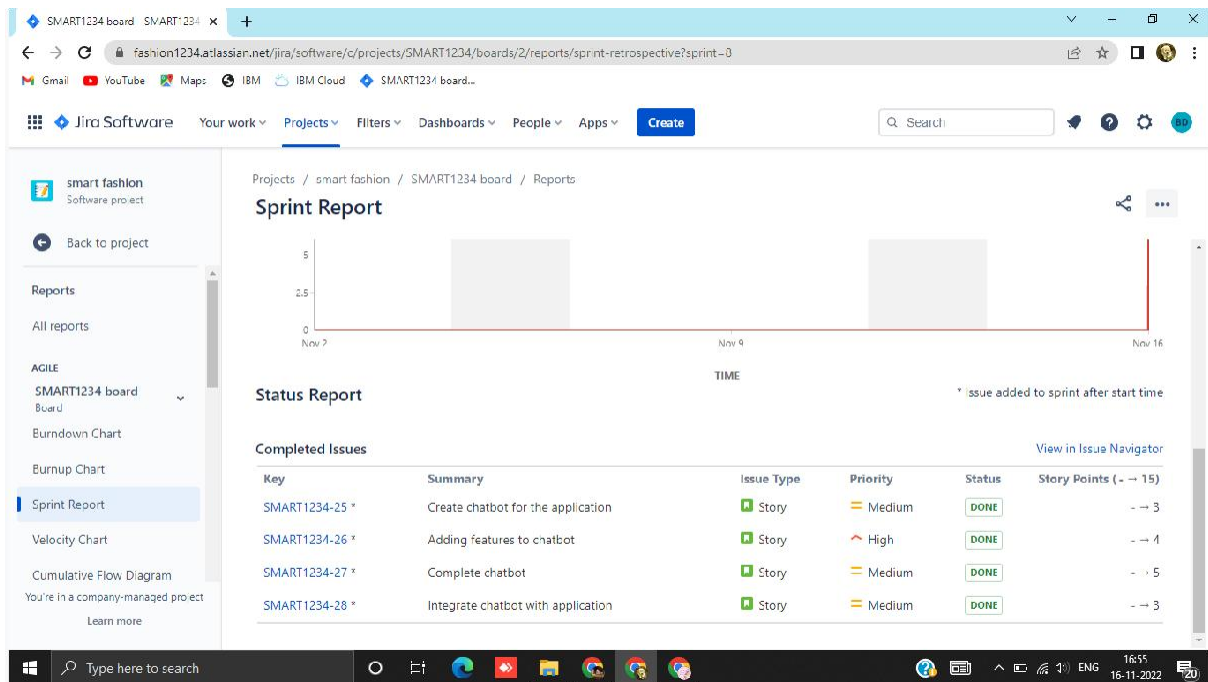 SMART1234 board - SMART1234
fashion1234.atlassian.net/jira/software/c/projects/SMART1234/boards/2/reports/sprint-retrospective?sprint=8
Gmail YouTube Maps IBM IBM Cloud SMART1234 board...
Jira Software Your work Projects Filters Dashboards People Apps Create Search BD
smart fashion
Software project
Back to project
Reports
All reports
AGILE
SMART1234 board
Board
Burndown Chart
Burnup Chart
Sprint Report
Velocity Chart
Cumulative Flow Diagram
You're in a company-managed project
Learn more
Projects / smart fashion / SMART1234 board / Reports
Sprint Report
5
2.5
0
Nov 2 Nov 9 Nov 16
TIME
Status Report * Issue added to sprint after start time
Completed Issues View in Issue Navigator
Key Summary Issue Type Priority Status Story Points (- → 15)
SMART1234-25 * Create chatbot for the application Story Medium DONE - → 3
SMART1234-26 * Adding features to chatbot Story High DONE - → 4
SMART1234-27 * Complete chatbot Story Medium DONE - → 5
SMART1234-28 * Integrate chatbot with application Story Medium DONE - → 3
Type here to search ENG 16:55
16-11-2022 20